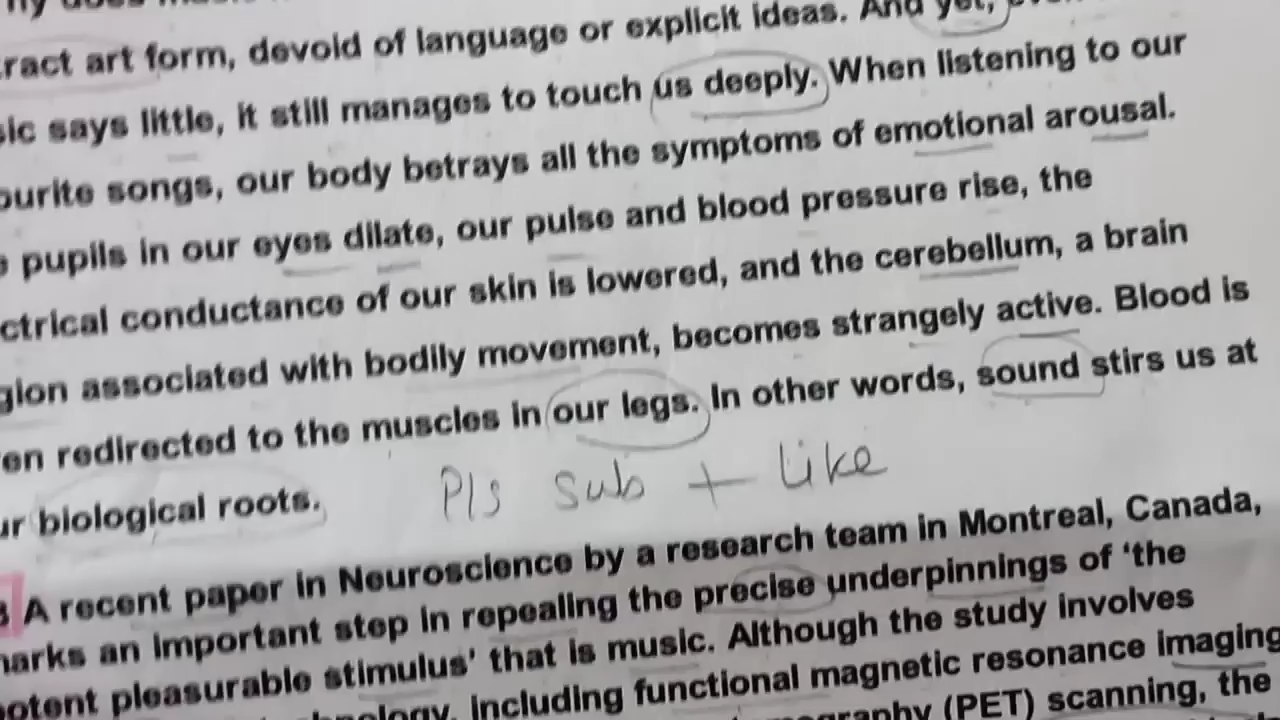 ract art form, devoid of language or explicit ideas. And yet,
sic says little, it still manages to touch us deeply. When listening to our
ourite songs, our body betrays all the symptoms of emotional arousal.
pupils in our eyes dilate, our pulse and blood pressure rise, the
ctrical conductance of our skin is lowered, and the cerebellum, a brain
gion associated with bodily movement, becomes strangely active. Blood is
en redirected to the muscles in our legs. In other words, sound stirs us at
ur biological roots.
Pls sub + like
B A recent paper in Neuroscience by a research team in Montreal, Canada,
marks an important step in repealing the precise underpinnings of ‘the
potent pleasurable stimulus’ that is music. Although the study involves
including functional magnetic resonance imaging
(PET) scanning, the